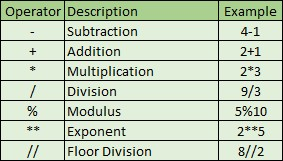 Operator Description Example
- Subtraction 4-1
+ Addition 2+1
* Multiplication 2*3
/ Division 9/3
% Modulus 5%10
** Exponent 2**5
// Floor Division 8//2